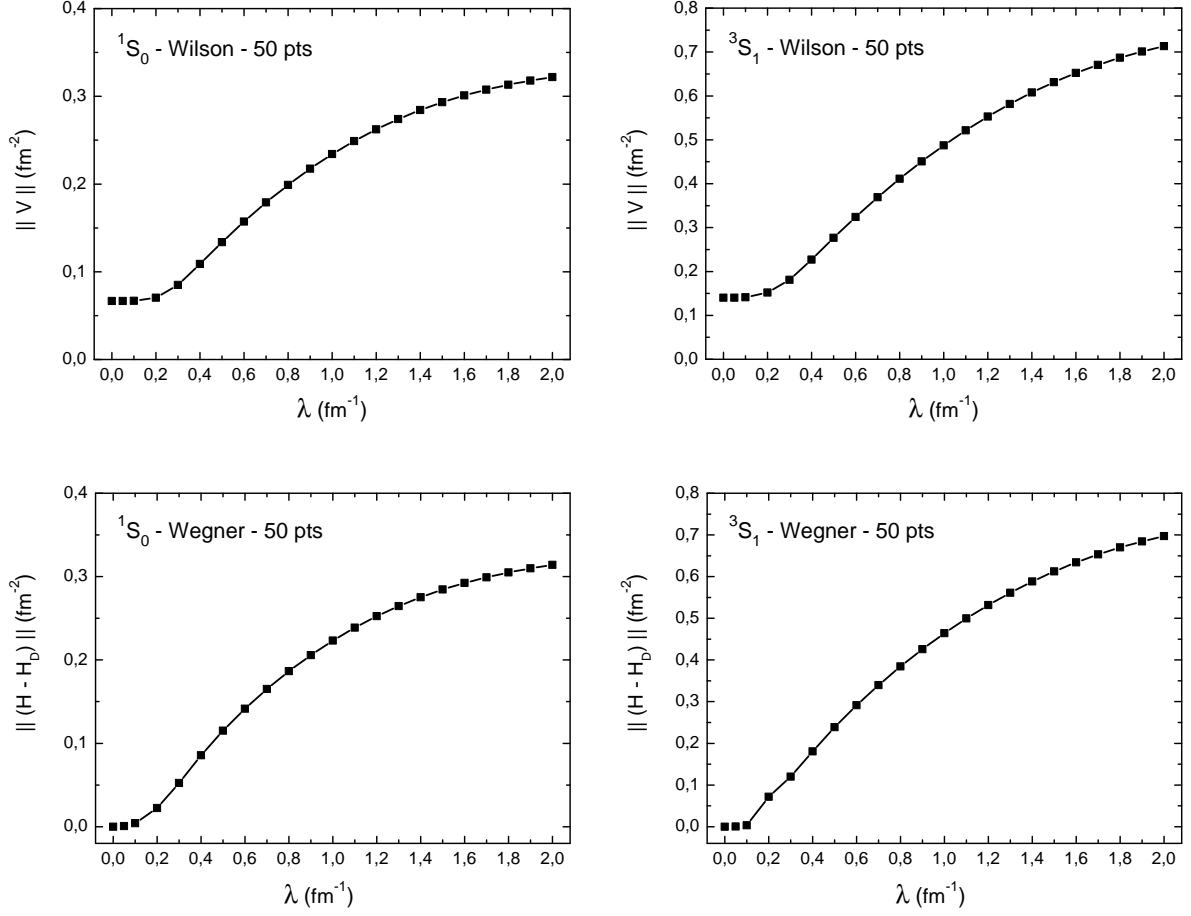 0,4
¹S₀ - Wilson - 50 pts
0,3
0,2
0,1
0,0
|| V || (fm⁻²)
0,0 0,2 0,4 0,6 0,8 1,0 1,2 1,4 1,6 1,8 2,0
λ (fm⁻¹)
0,8
³S₁ - Wilson - 50 pts
0,7
0,6
0,5
0,4
0,3
0,2
0,1
0,0
|| V || (fm⁻²)
0,0 0,2 0,4 0,6 0,8 1,0 1,2 1,4 1,6 1,8 2,0
λ (fm⁻¹)
0,4
¹S₀ - Wegner - 50 pts
0,3
0,2
0,1
0,0
|| (H - H_D) || (fm⁻²)
0,0 0,2 0,4 0,6 0,8 1,0 1,2 1,4 1,6 1,8 2,0
λ (fm⁻¹)
0,8
³S₁ - Wegner - 50 pts
0,7
0,6
0,5
0,4
0,3
0,2
0,1
0,0
|| (H - H_D) || (fm⁻²)
0,0 0,2 0,4 0,6 0,8 1,0 1,2 1,4 1,6 1,8 2,0
λ (fm⁻¹)